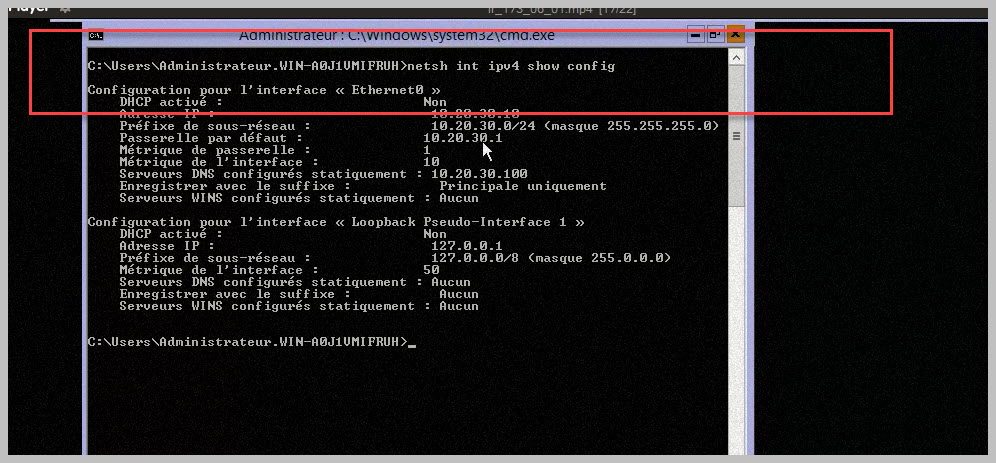 layer
lf_173_06_01.mp4 [17/22]
Administrateur : C:\Windows\system32\cmd.exe
C:\Users\Administrateur.WIN-A0J1VMIFRUH>netsh int ipv4 show config
Configuration pour l'interface « Ethernet0 »
DHCP activé : Non
Adresse IP : 10.20.30.10
Préfixe de sous-réseau : 10.20.30.0/24 (masque 255.255.255.0)
Passerelle par défaut : 10.20.30.1
Métrique de passerelle : 1
Métrique de l'interface : 10
Serveurs DNS configurés statiquement : 10.20.30.100
Enregistrer avec le suffixe : Principale uniquement
Serveurs WINS configurés statiquement : Aucun
Configuration pour l'interface « Loopback Pseudo-Interface 1 »
DHCP activé : Non
Adresse IP : 127.0.0.1
Préfixe de sous-réseau : 127.0.0.0/8 (masque 255.0.0.0)
Métrique de l'interface : 50
Serveurs DNS configurés statiquement : Aucun
Enregistrer avec le suffixe : Aucun
Serveurs WINS configurés statiquement : Aucun
C:\Users\Administrateur.WIN-A0J1VMIFRUH>